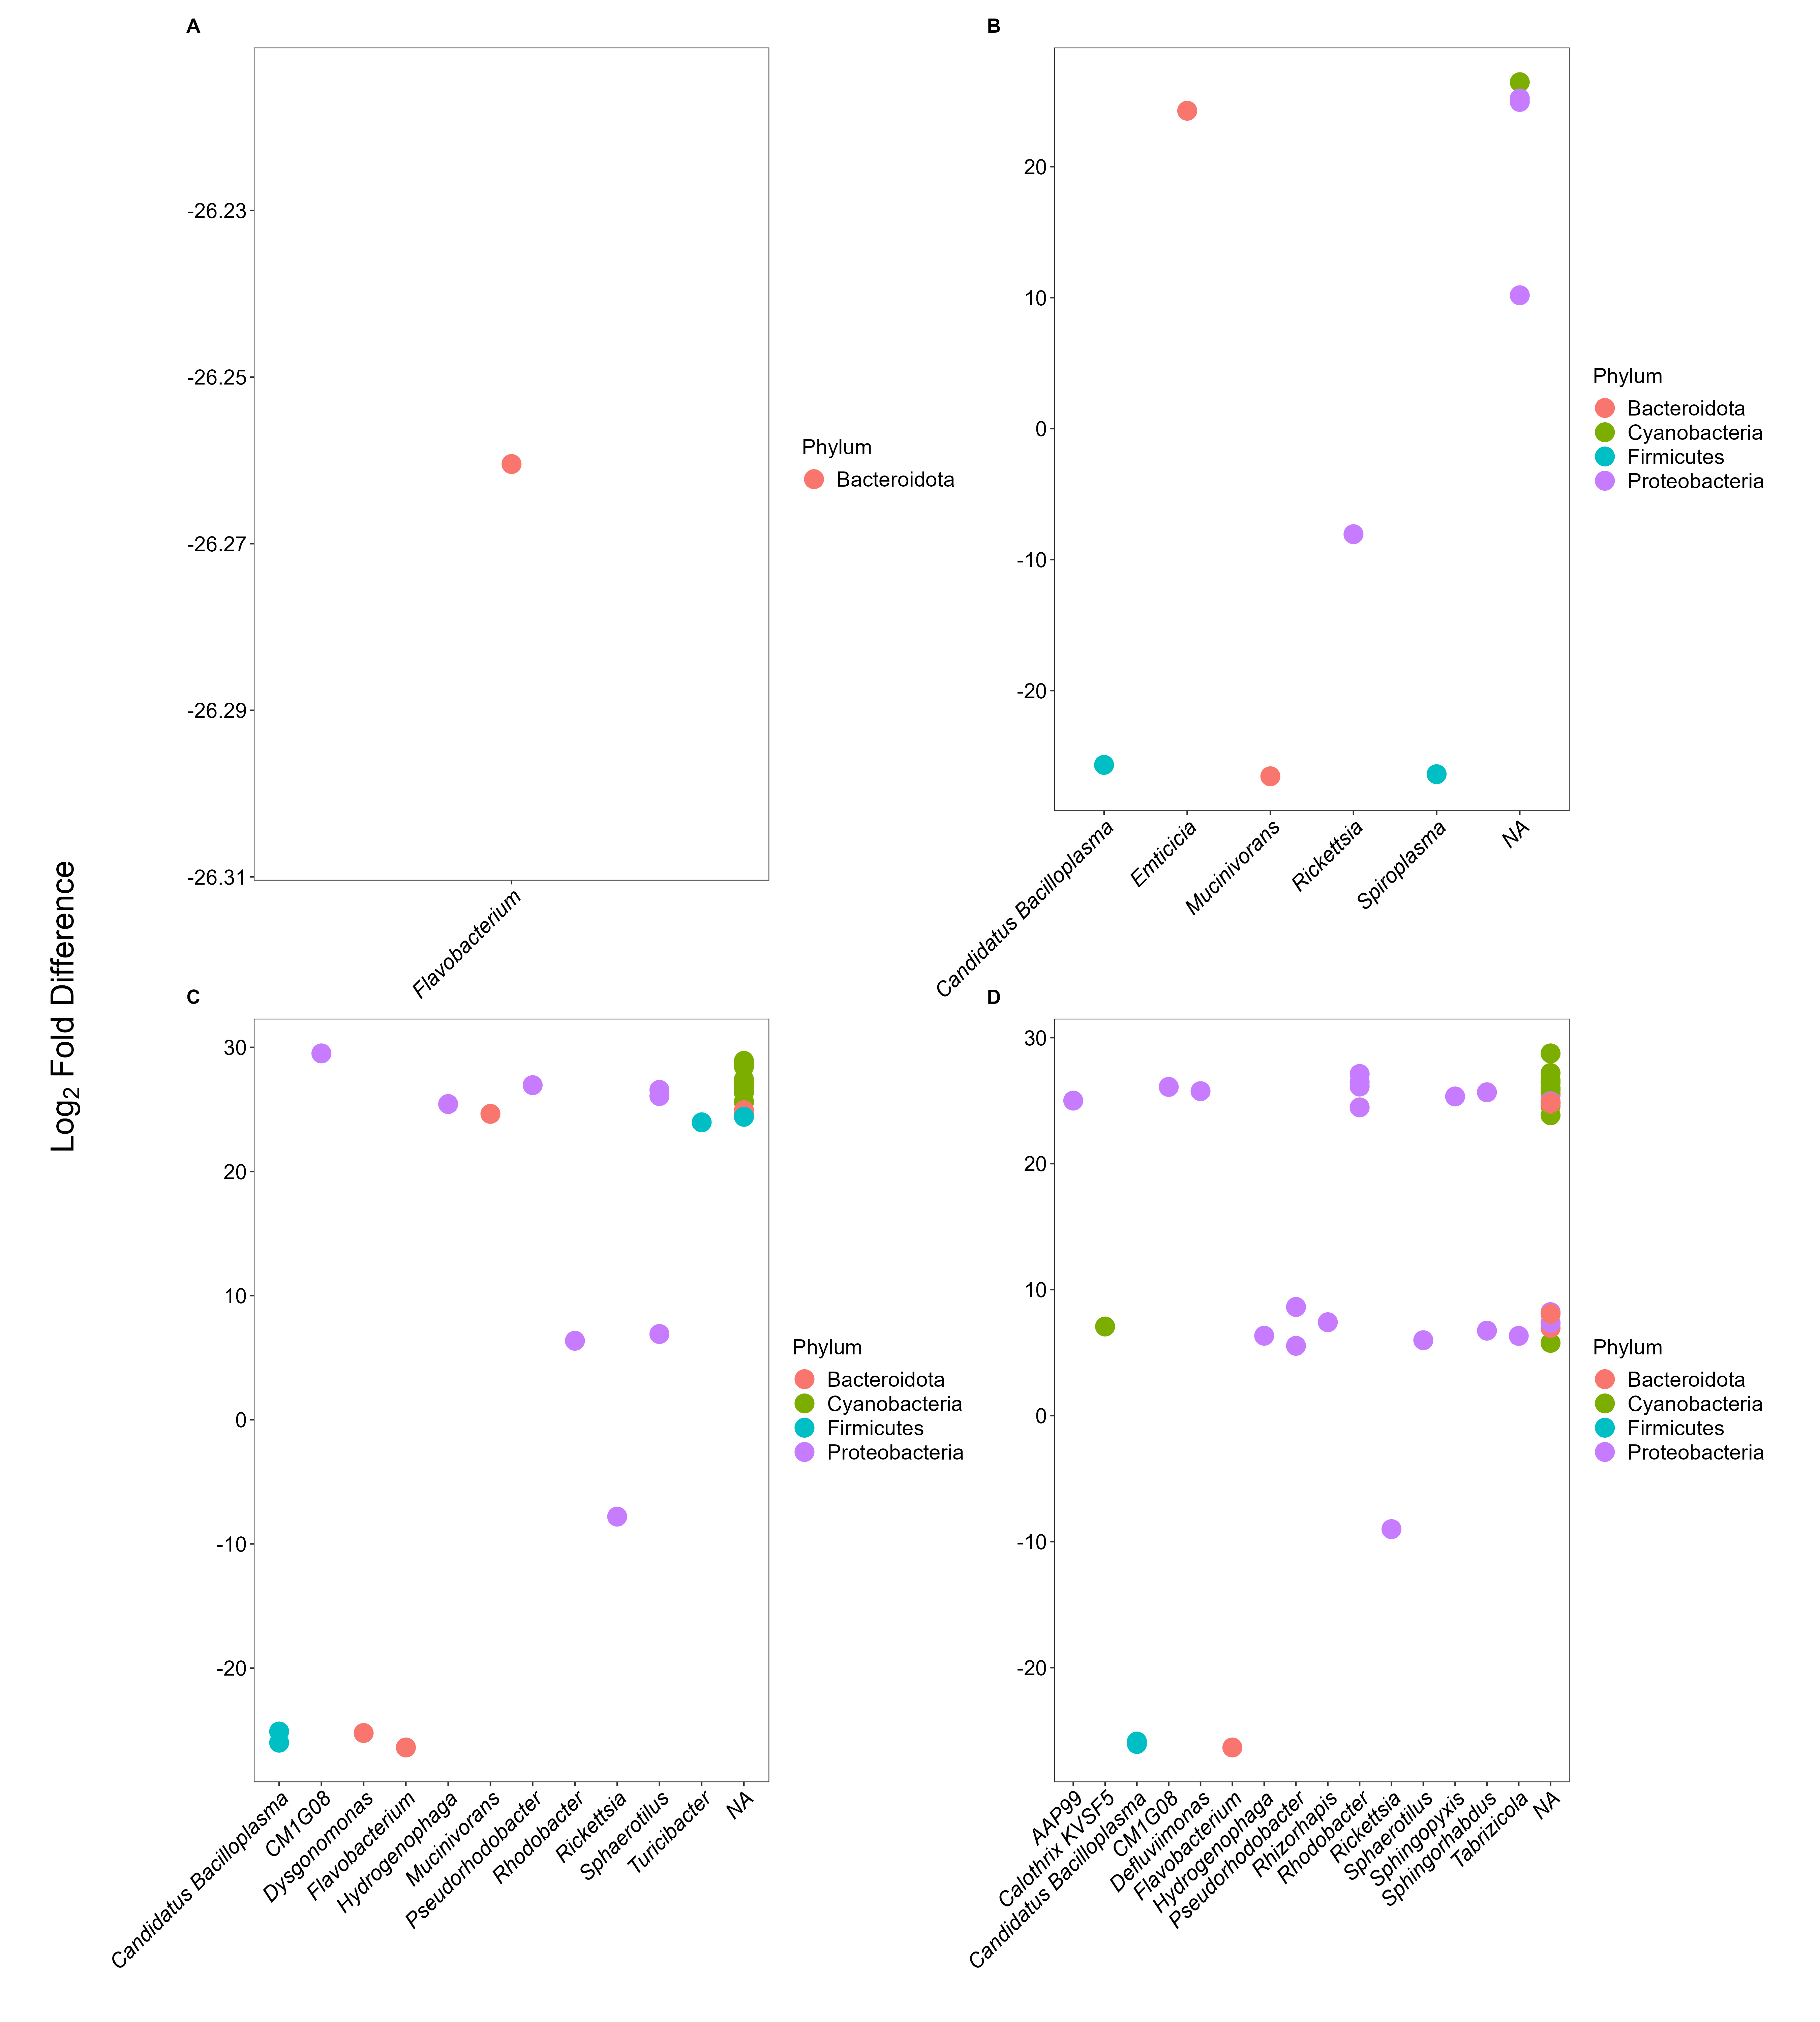 A
-26.23
-26.25
-26.27
-26.29
-26.31
Flavobacterium
Phylum
Bacteroidota
B
20
10
0
-10
-20
Candidatus Bacilloplasma
Emticicia
Mucinivorans
Rickettsia
Spiroplasma
NA
Phylum
Bacteroidota
Cyanobacteria
Firmicutes
Proteobacteria
Log2 Fold Difference
C
30
20
10
0
-10
-20
Candidatus Bacilloplasma
CM1G08
Dysgonomonas
Flavobacterium
Hydrogenophaga
Mucinivorans
Pseudorhodobacter
Rhodobacter
Rickettsia
Sphaerotilus
Turicibacter
NA
Phylum
Bacteroidota
Cyanobacteria
Firmicutes
Proteobacteria
D
30
20
10
0
-10
-20
AAP99
Calothrix KVSF5
Candidatus Bacilloplasma
CM1G08
Defluviimonas
Flavobacterium
Hydrogenophaga
Pseudorhodobacter
Rhizorhapis
Rhodobacter
Rickettsia
Sphaerotilus
Sphingopyxis
Sphingorhabdus
Tabrizicola
NA
Phylum
Bacteroidota
Cyanobacteria
Firmicutes
Proteobacteria